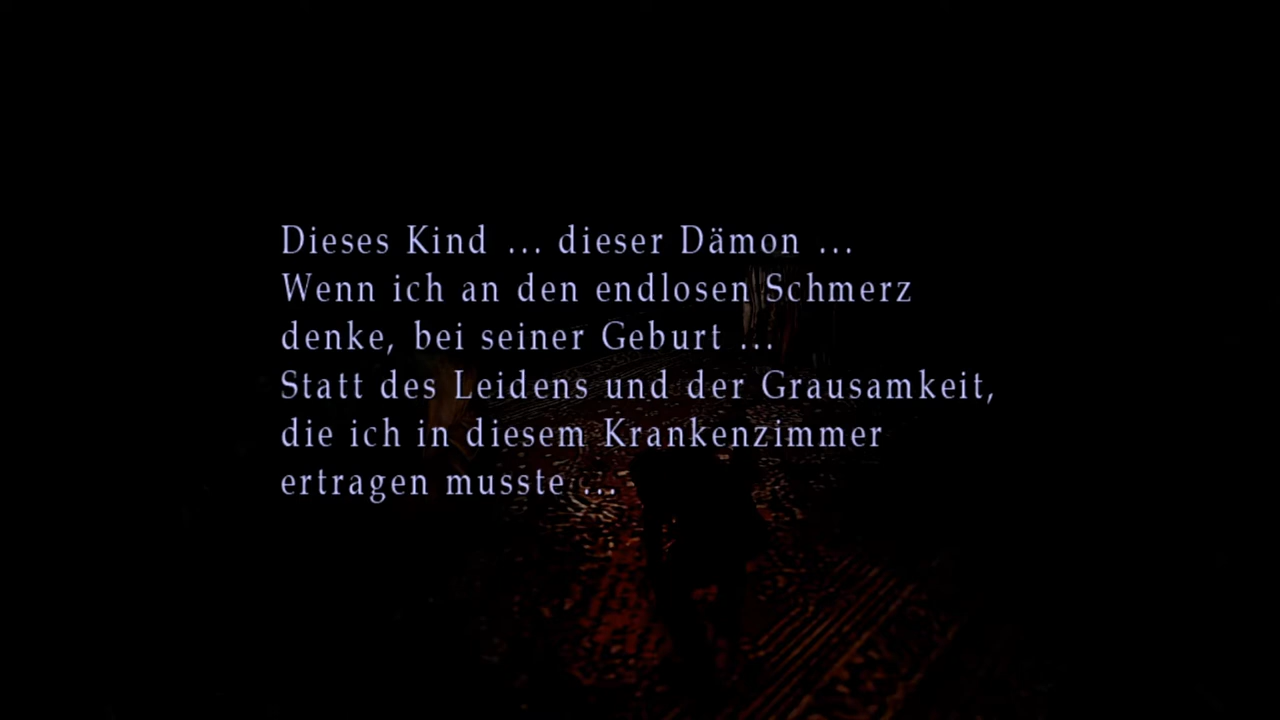 Dieses Kind ... dieser Dämon ...
Wenn ich an den endlosen Schmerz
denke, bei seiner Geburt ...
Statt des Leidens und der Grausamkeit,
die ich in diesem Krankenzimmer
ertragen musste ...